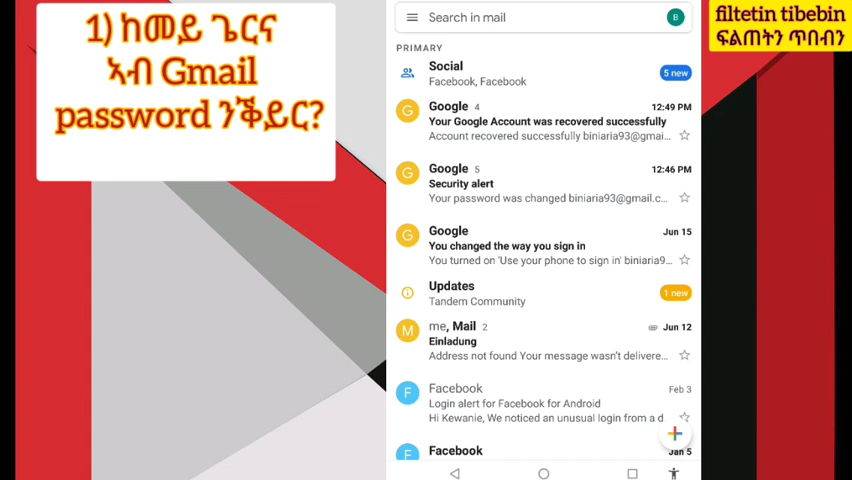 1) ከመይ ጌርና
ኣብ Gmail
password ንቕይር?
filtetin tibebin
ፍልጠትን ጥበብን
Search in mail
B
PRIMARY
Social
Facebook, Facebook
5 new
G
Google 4
12:49 PM
Your Google Account was recovered successfully
Account recovered successfully biniaria93@gmai...
G
Google 5
12:46 PM
Security alert
Your password was changed biniaria93@gmail.c...
G
Google
Jun 15
You changed the way you sign in
You turned on 'Use your phone to sign in' biniaria9...
Updates
Tandem Community
1 new
M
me, Mail 2
Jun 12
Einladung
Address not found Your message wasn't delivere...
F
Facebook
Feb 3
Login alert for Facebook for Android
Hi Kewanie, We noticed an unusual login from a d
F
Facebook
Jan 5